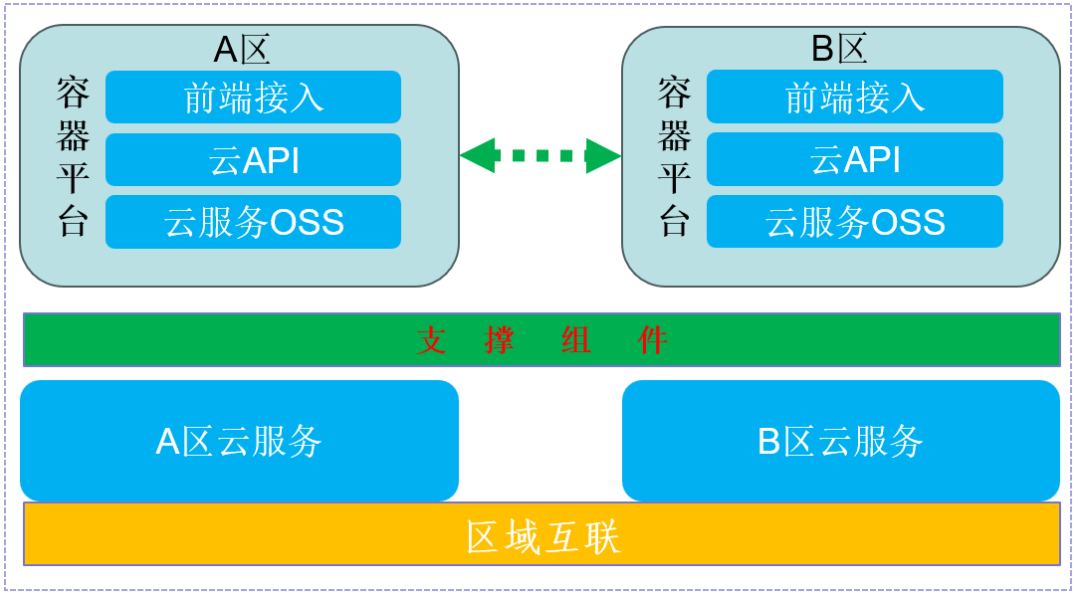 A区
容器平台
前端接入
云API
云服务OSS
B区
容器平台
前端接入
云API
云服务OSS
支撑组件
A区云服务
B区云服务
区域互联